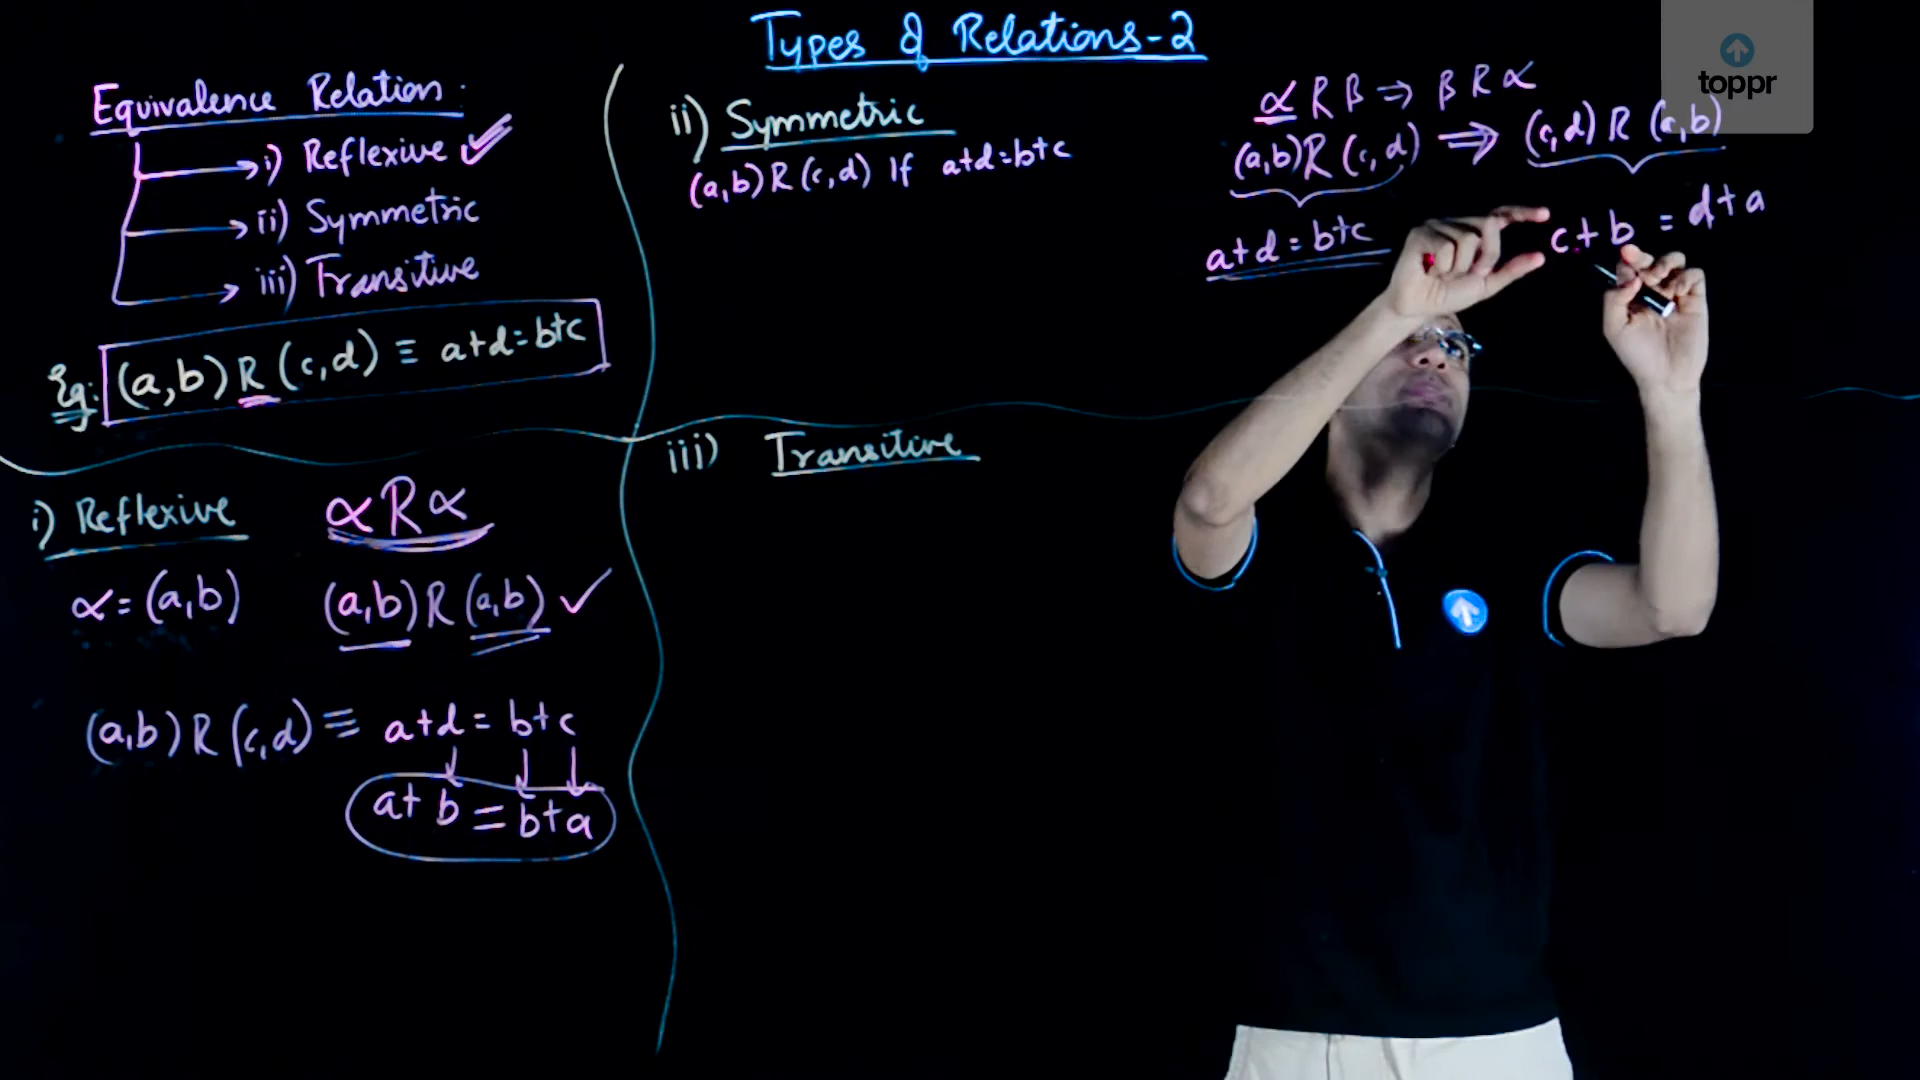 Types of Relations-2
toppr
Equivalence Relation:
i) Reflexive ✓
ii) Symmetric
iii) Transitive
Eg: (a,b) R (c,d) ≡ a+d=b+c
i) Reflexive αRα
α=(a,b) (a,b) R (a,b) ✓
(a,b) R (c,d) ≡ a+d = b+c
a+b = b+a
ii) Symmetric
(a,b) R (c,d) If a+d=b+c
α R β ⇒ β R α
(a,b) R (c,d) ⇒ (c,d) R (a,b)
a+d = b+c c+b = d+a
iii) Transitive